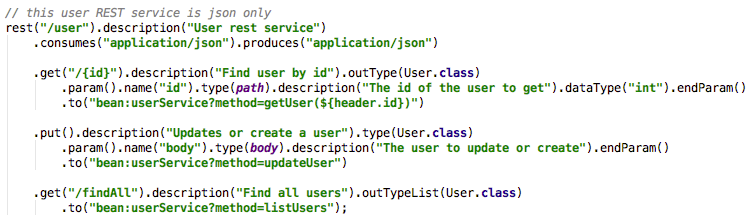 // this user REST service is json only
rest("/user").description("User rest service")
    .consumes("application/json").produces("application/json")

    .get("/{id}").description("Find user by id").outType(User.class)
        .param().name("id").type(path).description("The id of the user to get").dataType("int").endParam()
        .to("bean:userService?method=getUser(${header.id})")

    .put().description("Updates or create a user").type(User.class)
        .param().name("body").type(body).description("The user to update or create").endParam()
        .to("bean:userService?method=updateUser")

    .get("/findAll").description("Find all users").outTypeList(User.class)
        .to("bean:userService?method=listUsers");